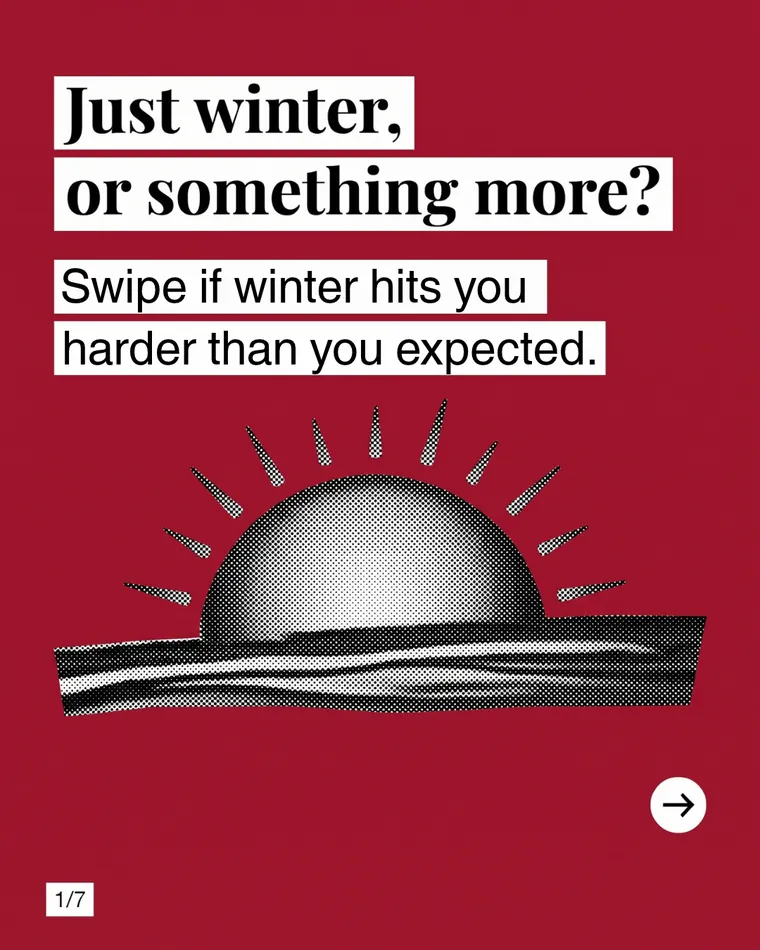 Just winter,
or something more?
Swipe if winter hits you
harder than you expected.
1/7